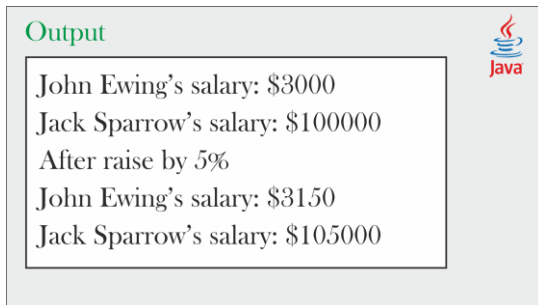 Output
Java
John Ewing’s salary: $3000
Jack Sparrow’s salary: $100000
After raise by 5%
John Ewing’s salary: $3150
Jack Sparrow’s salary: $105000